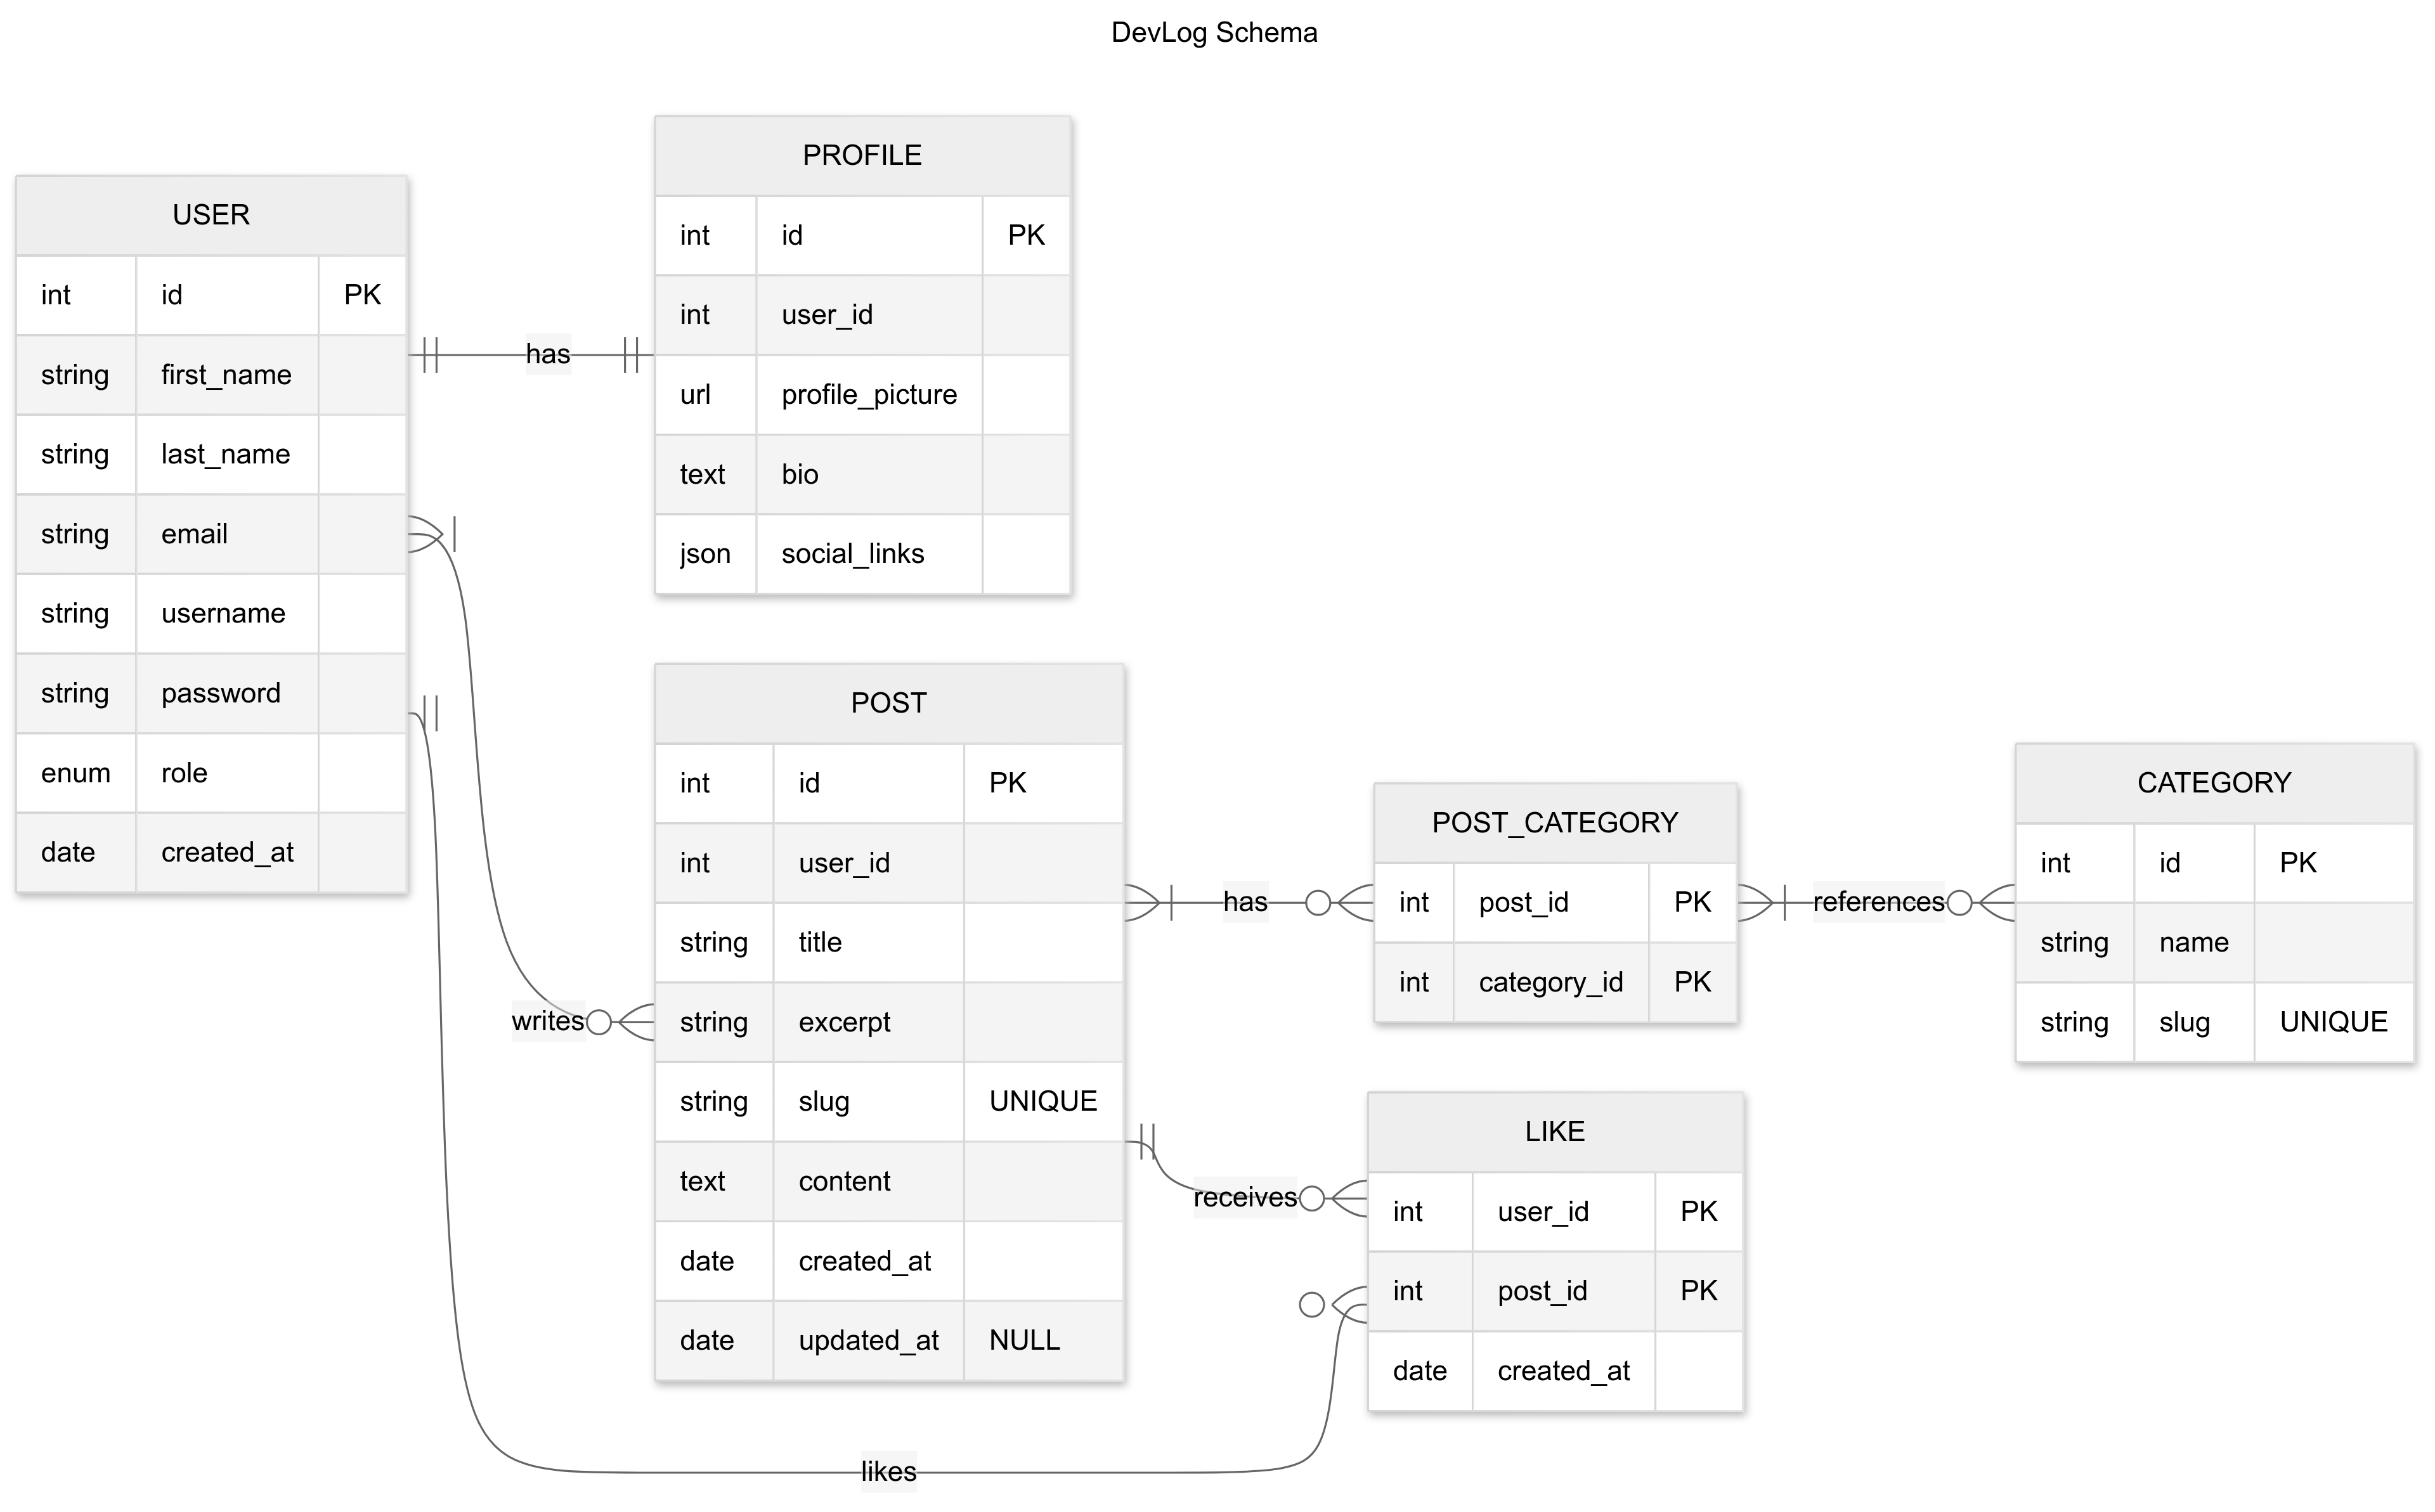 DevLog Schema
USER
int id PK
string first_name
string last_name
string email
string username
string password
enum role
date created_at
has
PROFILE
int id PK
int user_id
url profile_picture
text bio
json social_links
writes
POST
int id PK
int user_id
string title
string excerpt
string slug UNIQUE
text content
date created_at
date updated_at NULL
has
POST_CATEGORY
int post_id PK
int category_id PK
references
CATEGORY
int id PK
string name
string slug UNIQUE
receives
LIKE
int user_id PK
int post_id PK
date created_at
likes